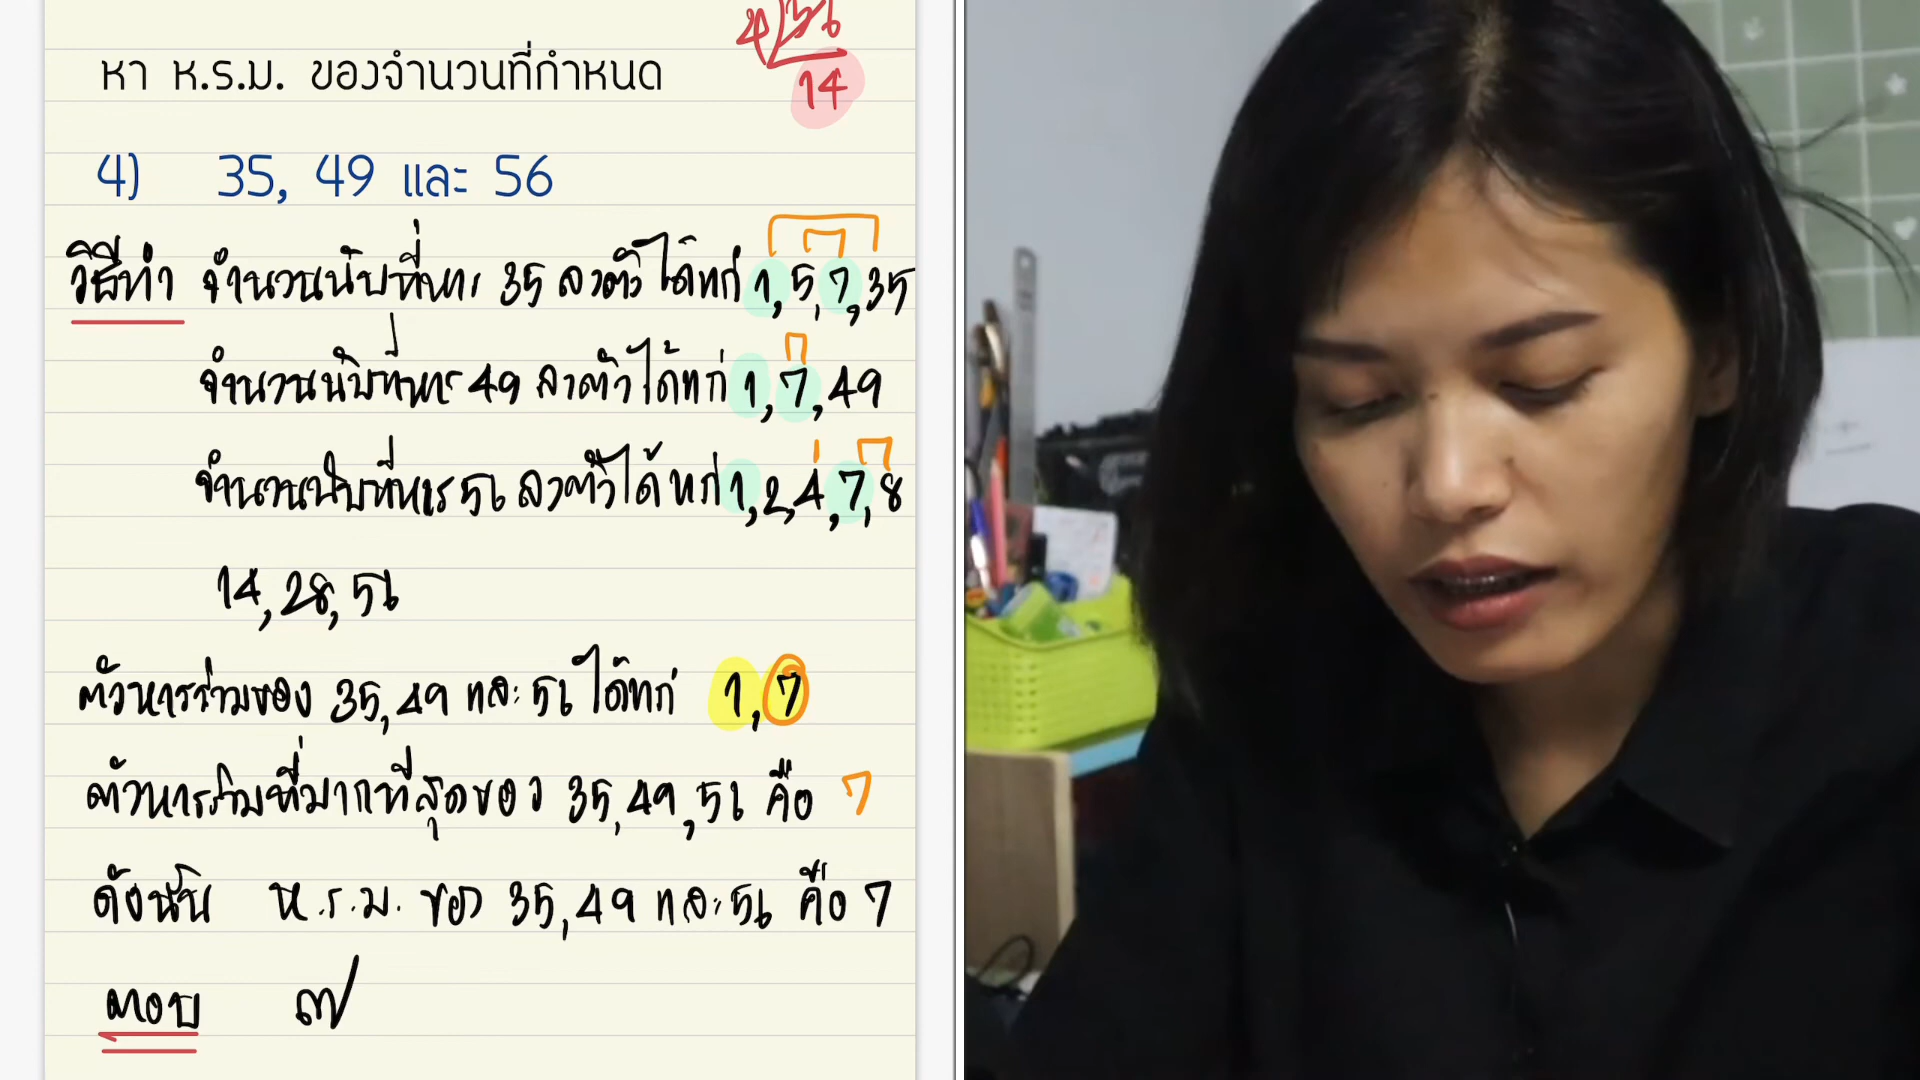 4 56
14
หา ห.ร.ม. ของจำนวนที่กำหนด
4) 35, 49 และ 56
วิธีทำ จำนวนนับที่หาร 35 ลงตัว ได้แก่ 1, 5, 7, 35
จำนวนนับที่หาร 49 ลงตัว ได้แก่ 1, 7, 49
จำนวนนับที่หาร 56 ลงตัวได้แก่ 1, 2, 4, 7, 8
14, 28, 56
ตัวหารร่วมของ 35, 49 และ 56 ได้แก่ 1, 7
ตัวหารร่วมที่มากที่สุดของ 35, 49, 56 คือ 7
ดังนั้น ห.ร.ม. ของ 35, 49 และ 56 คือ 7
ตอบ ๗